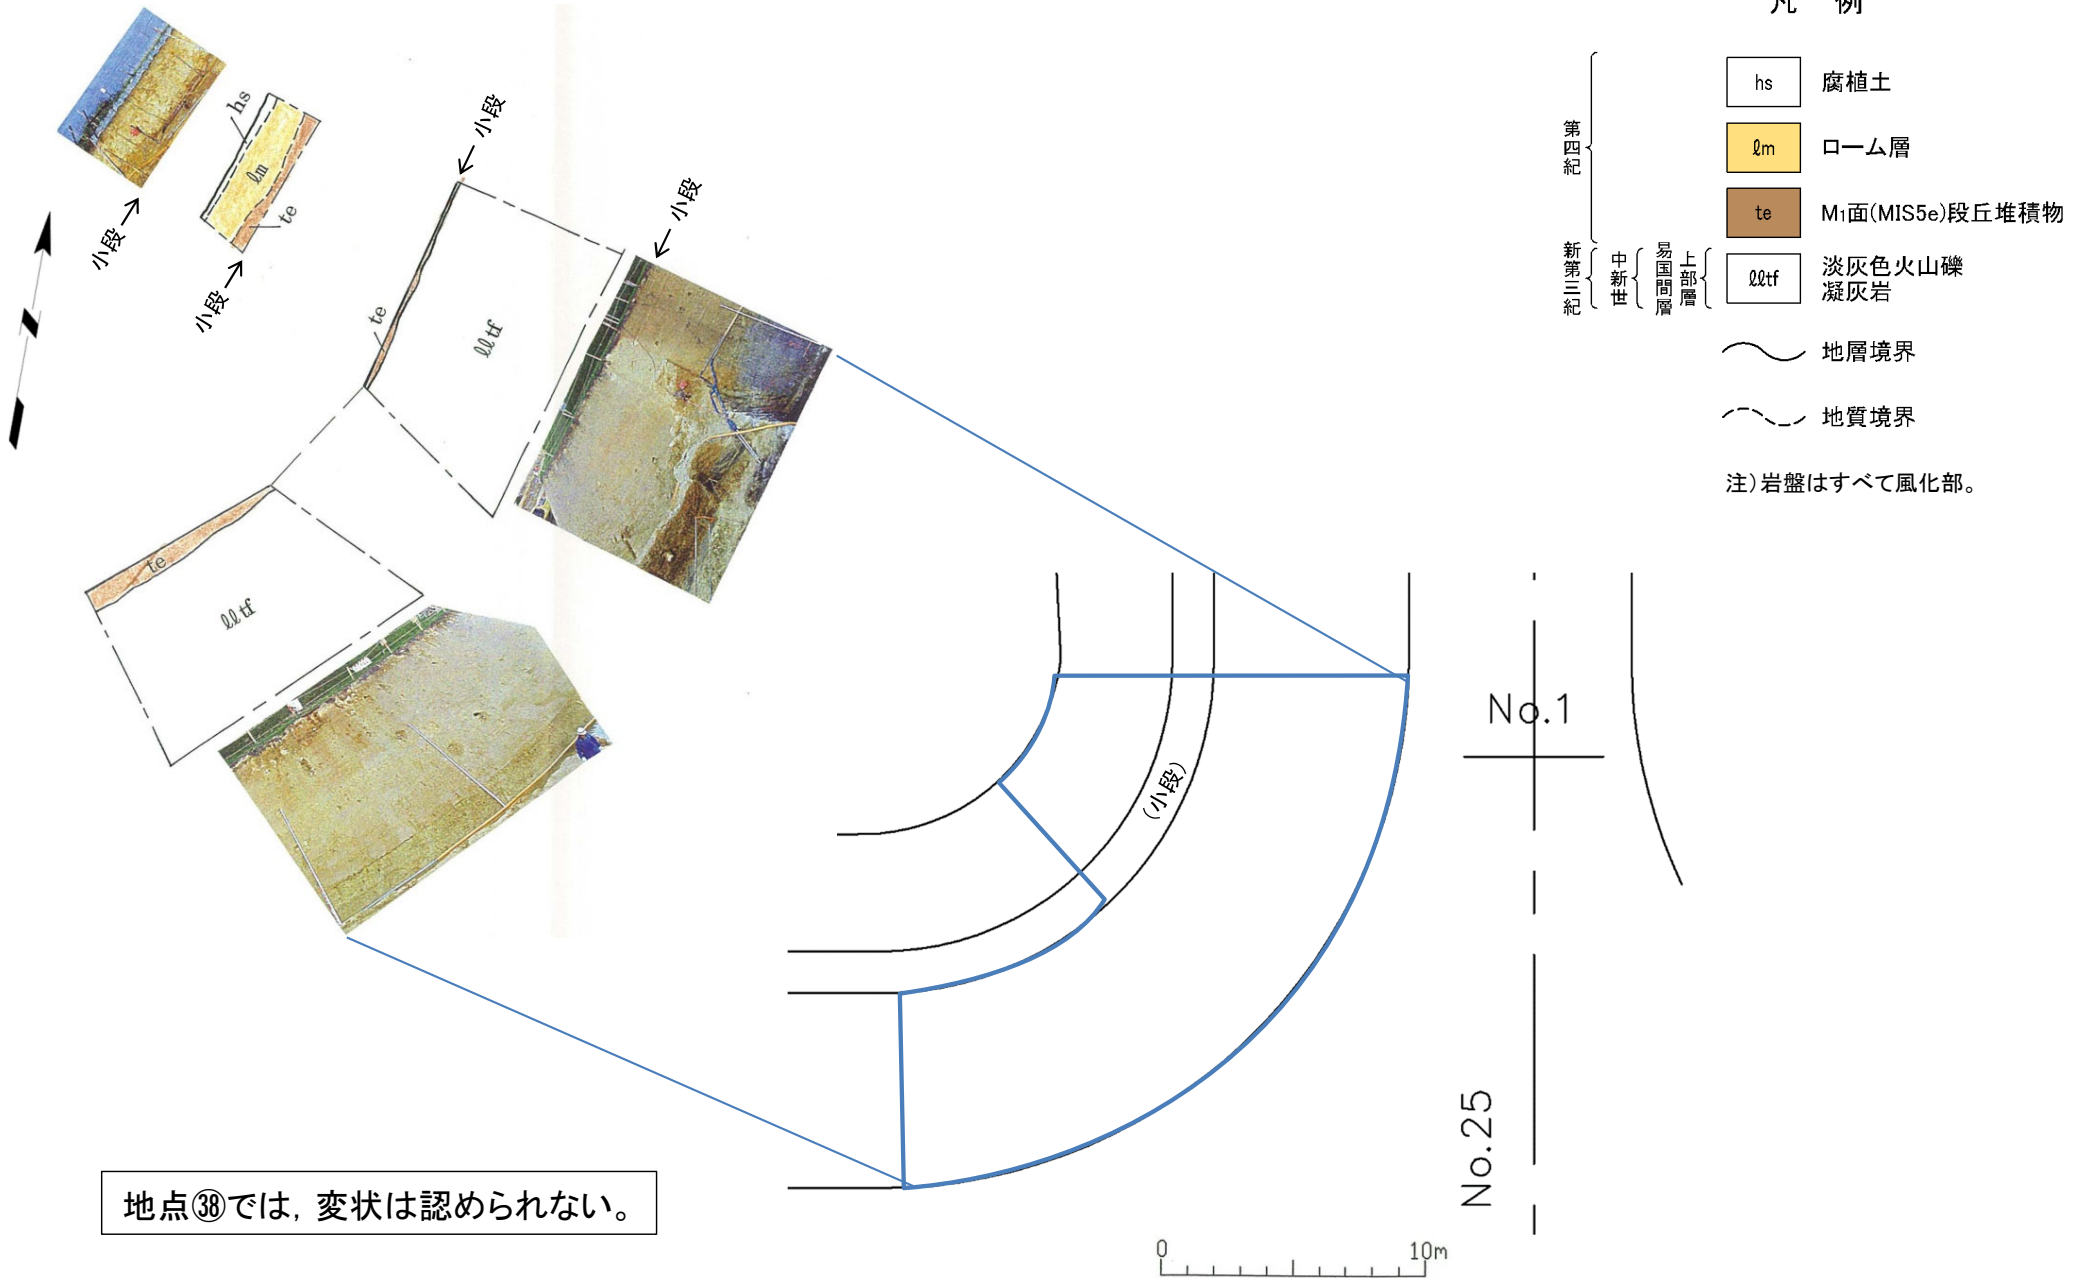 凡 例
hs 腐植土
ℓm ローム層
te M₁面(MIS5e)段丘堆積物
ℓℓtf 淡灰色火山礫
凝灰岩
第四紀
新第三紀
中新世
易国間層
上部層
地層境界
地質境界
注)岩盤はすべて風化部。
hs
ℓm
te
小段
小段
小段
小段
te
ℓℓtf
te
ℓℓtf
(小段)
No.1
No.25
0 10m
地点㊳では，変状は認められない。